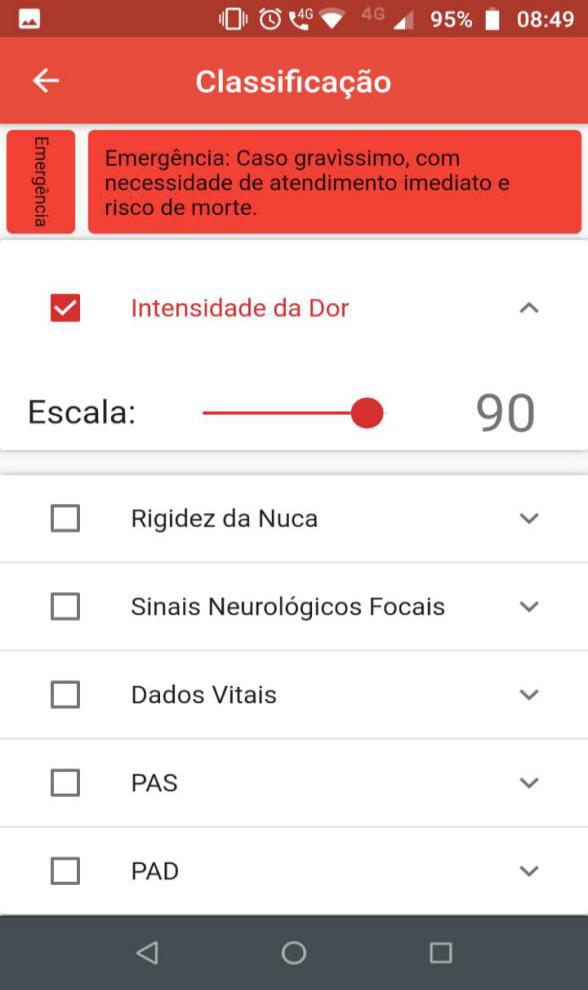 4G 4G 95% 08:49
Classificação
Emergência
Emergência: Caso gravìssimo, com
necessidade de atendimento imediato e
risco de morte.
Intensidade da Dor
Escala: 90
Rigidez da Nuca
Sinais Neurológicos Focais
Dados Vitais
PAS
PAD